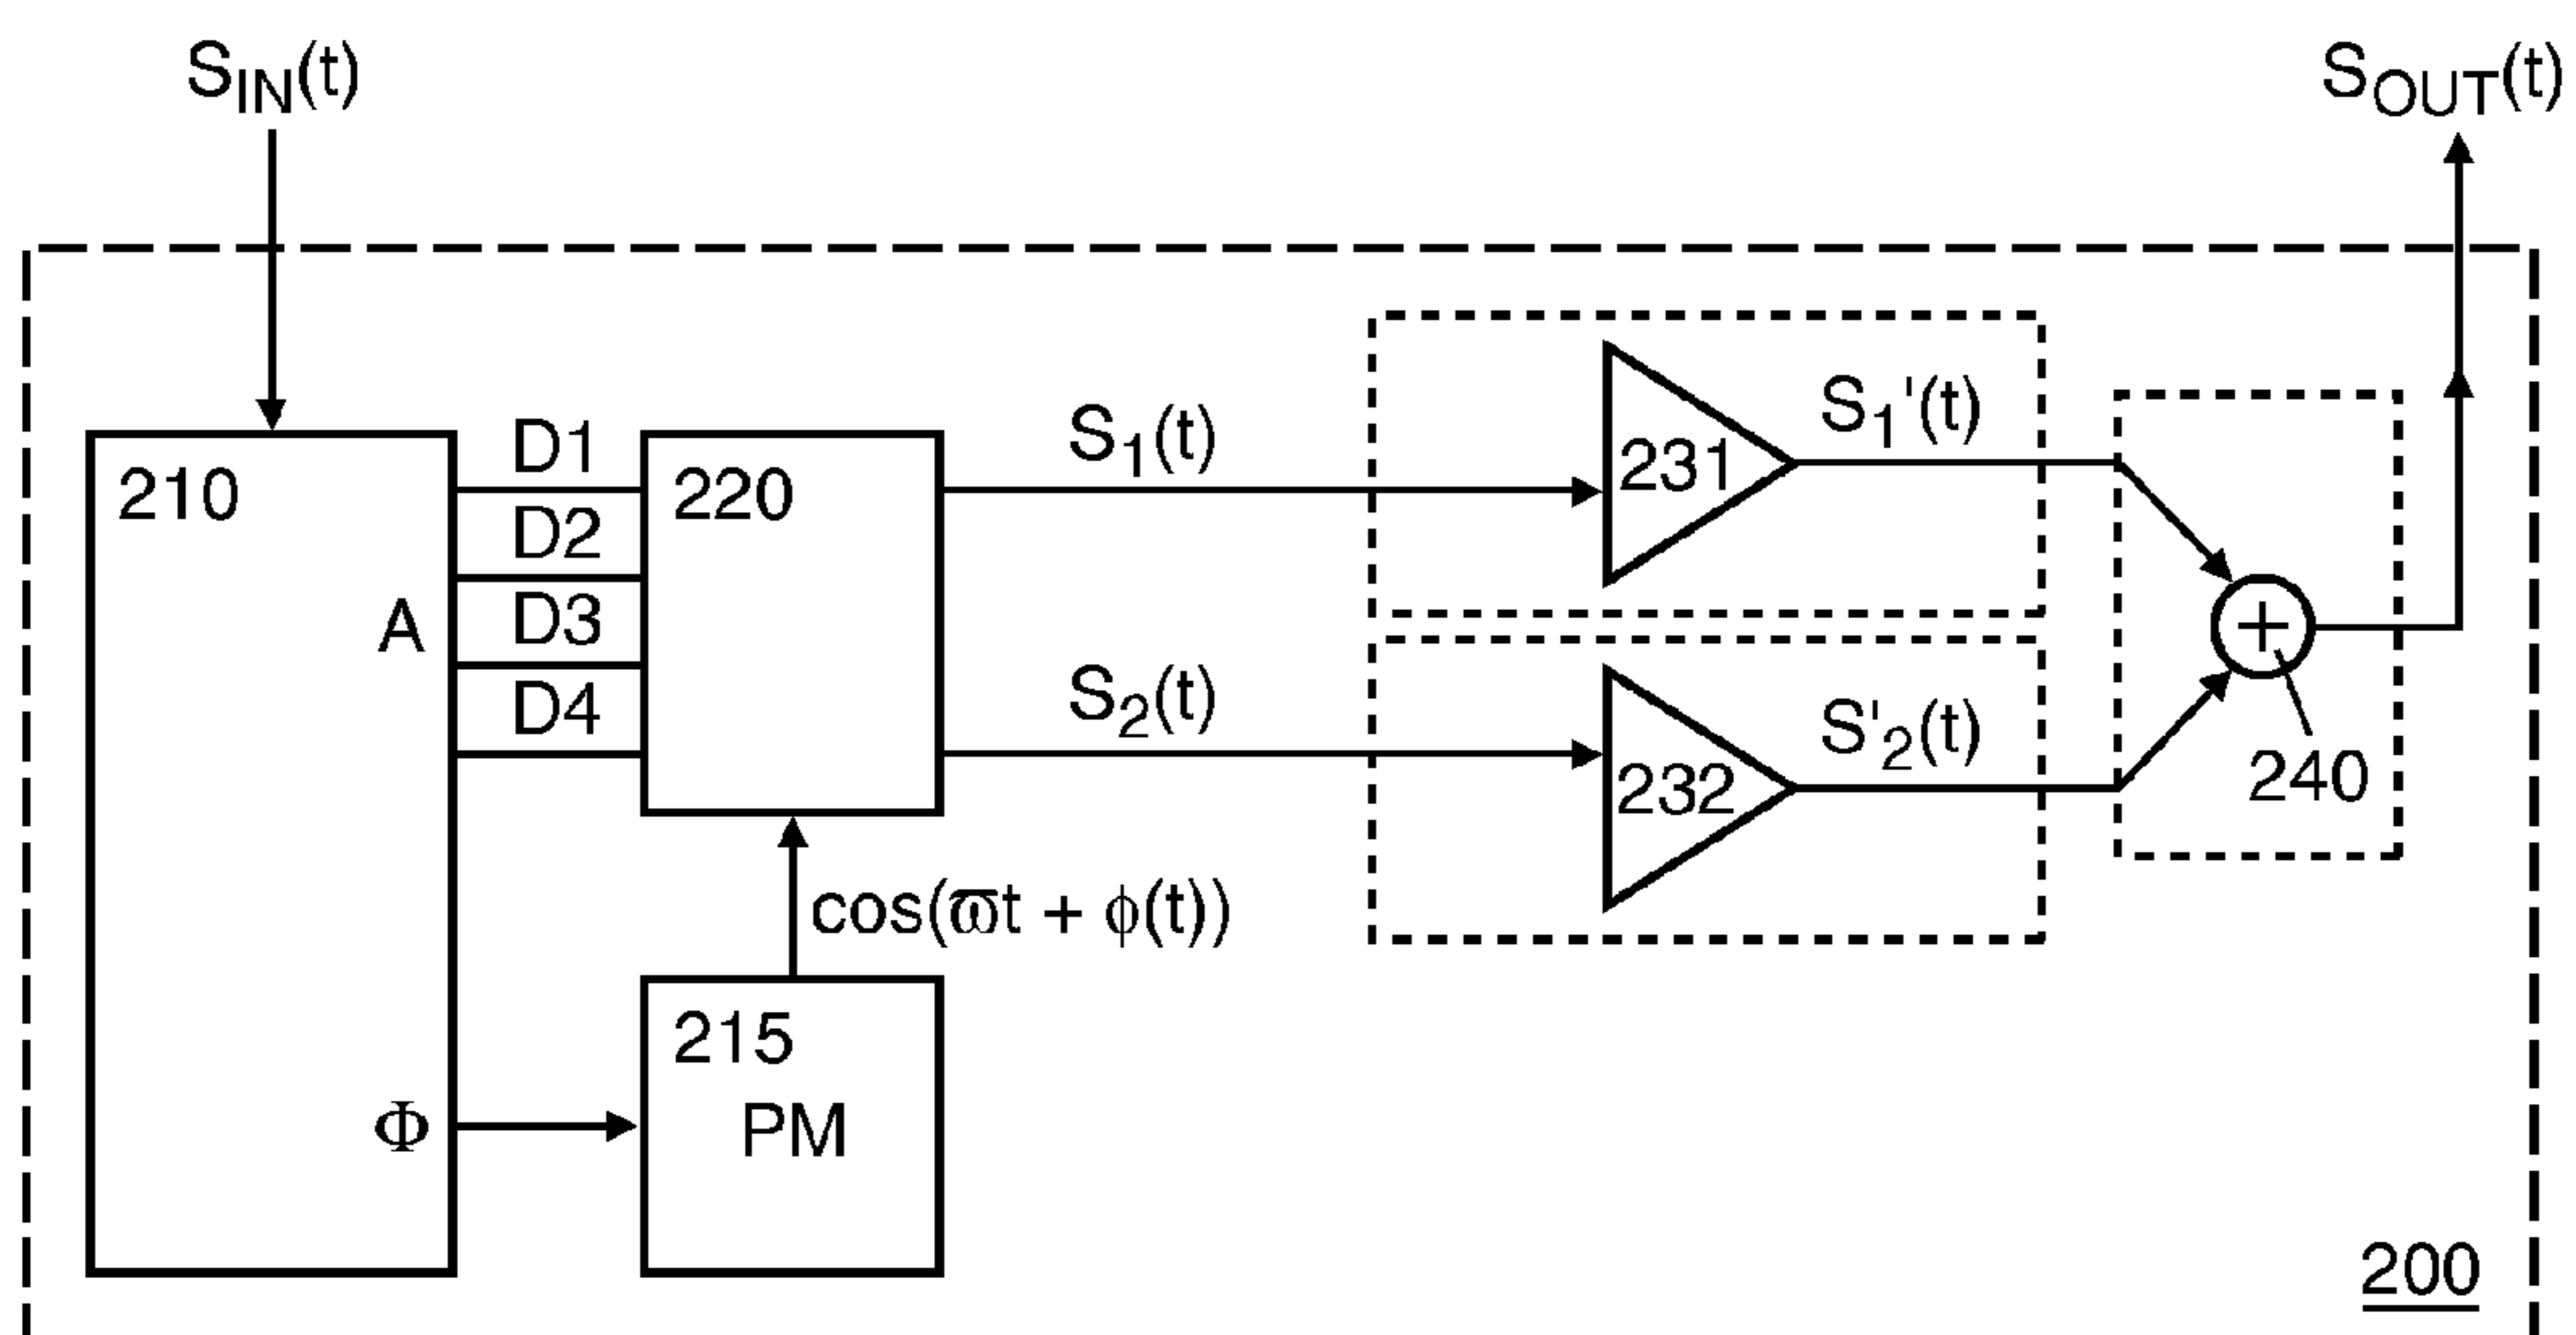 S_IN(t)
S_OUT(t)
210
D1
D2
D3
D4
A
Φ
220
S_1(t)
S_2(t)
231
S_1'(t)
232
S'_2(t)
240
cos(ϖt + ϕ(t))
215
PM
200